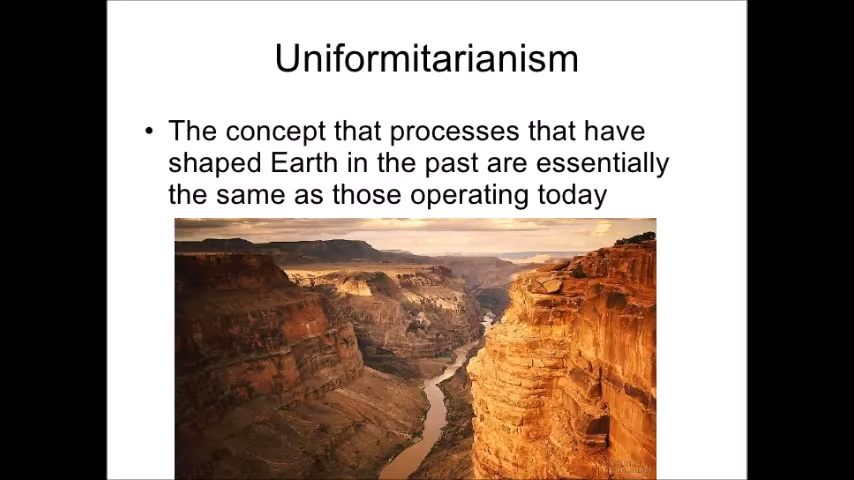 Uniformitarianism
• The concept that processes that have
shaped Earth in the past are essentially
the same as those operating today